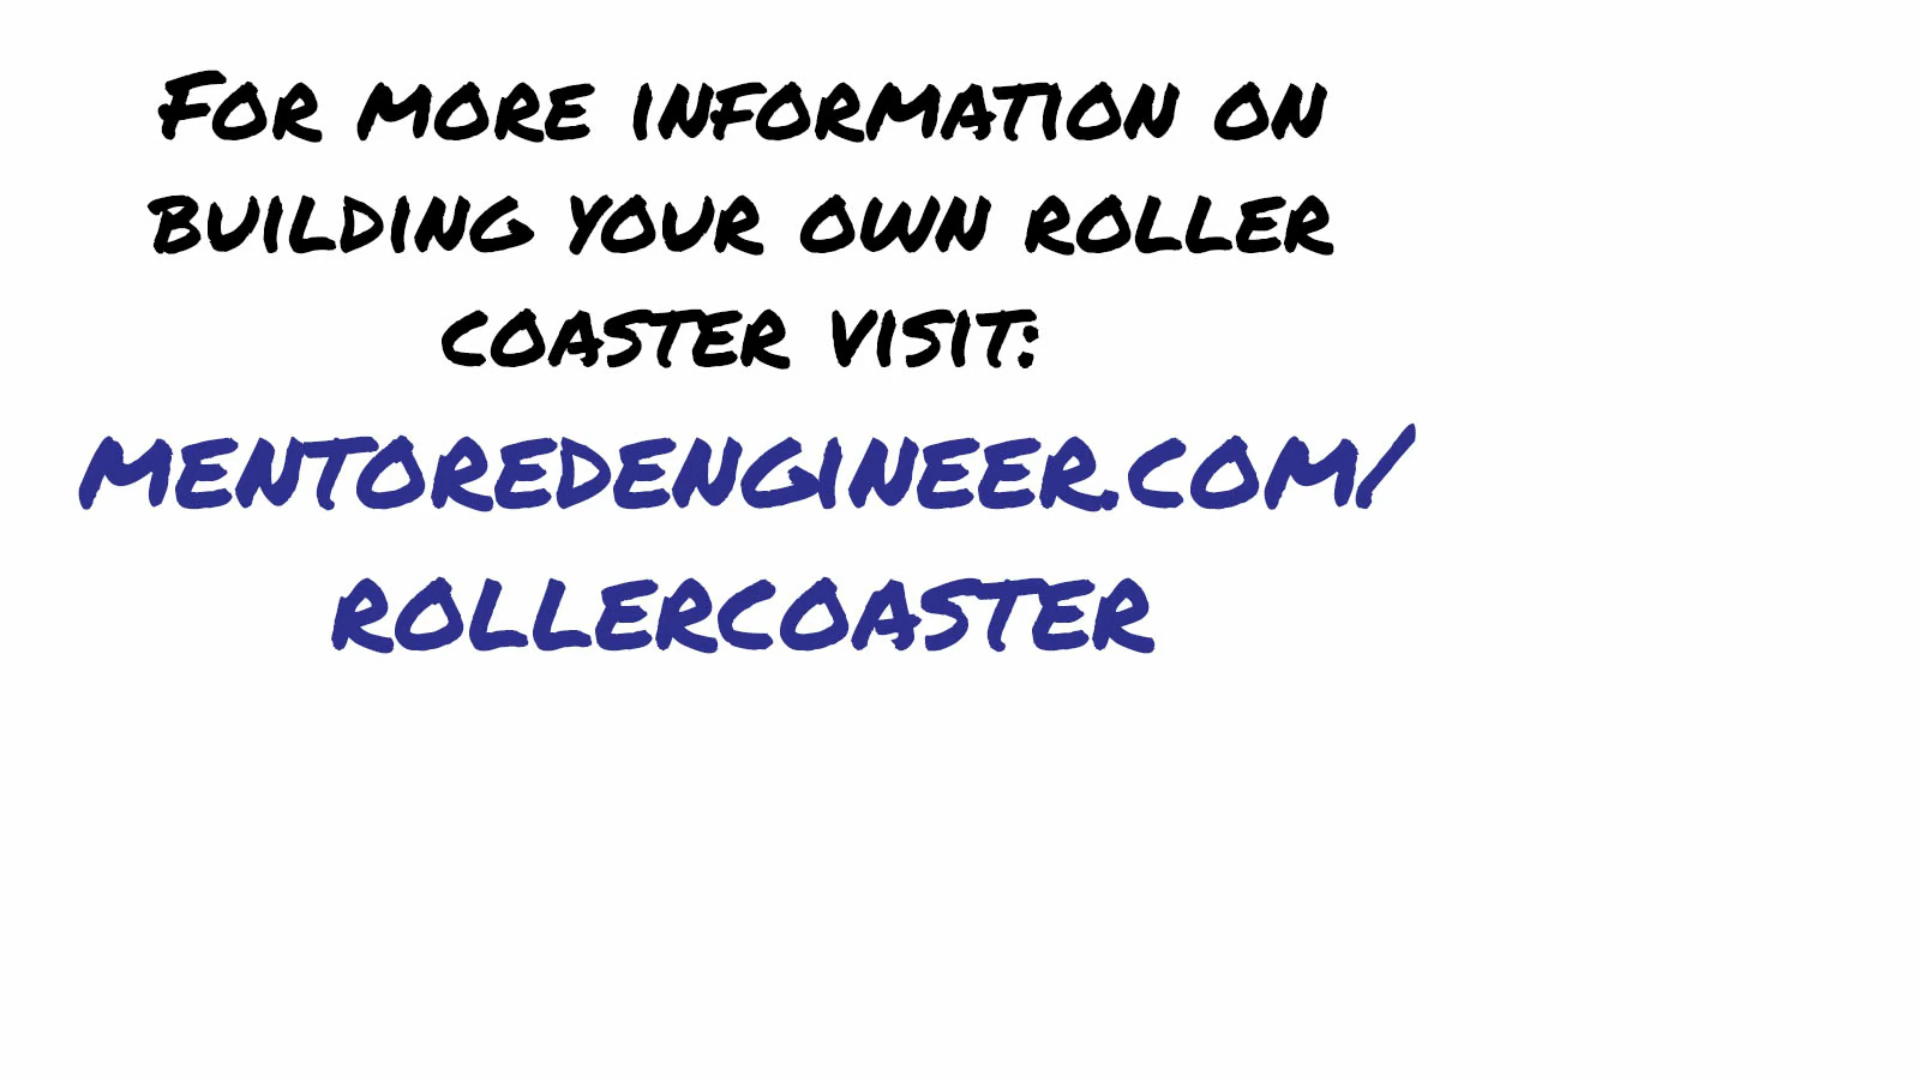 For more information on
building your own roller
coaster visit:
mentoredengineer.com/
rollercoaster